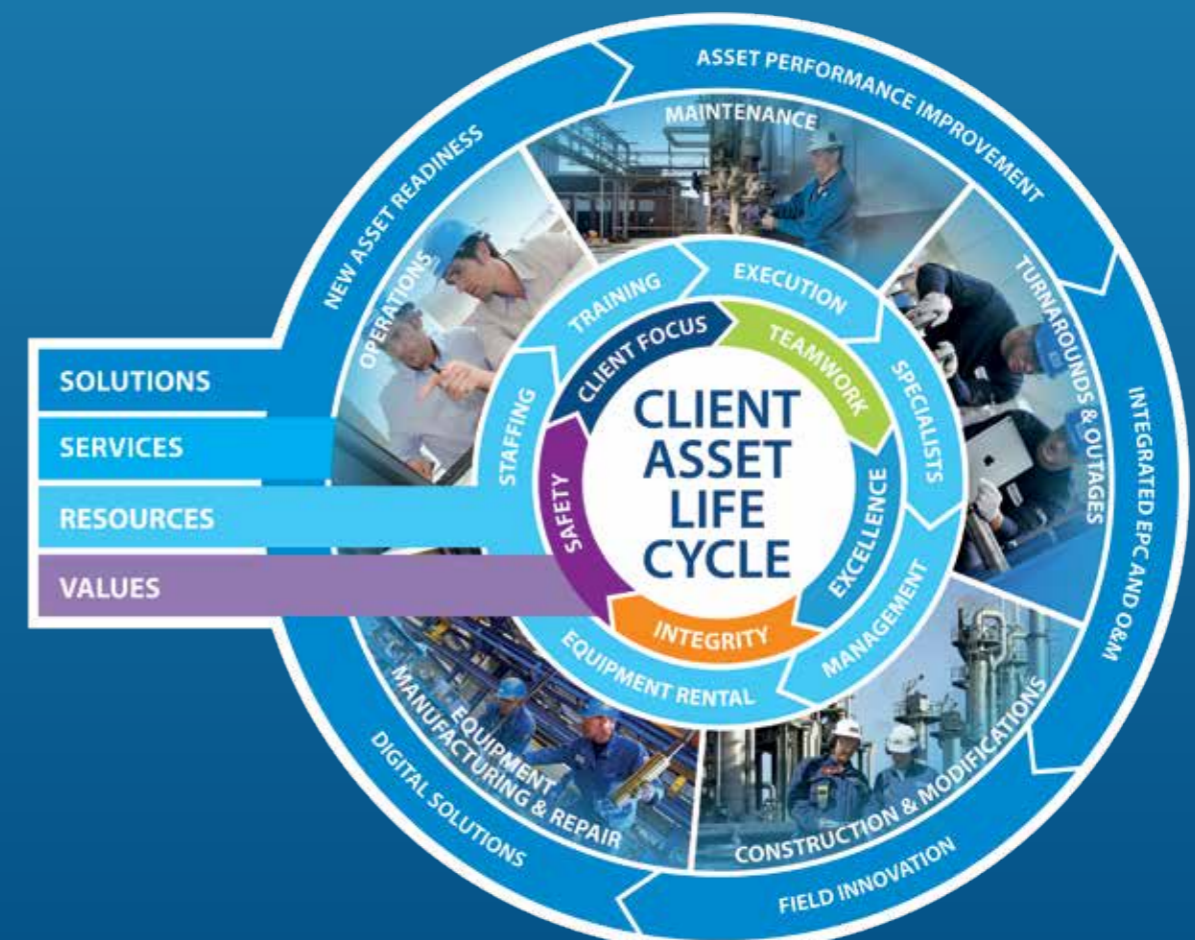 ASSET PERFORMANCE IMPROVEMENT
NEW ASSET READINESS
INTEGRATED EPC AND O&M
FIELD INNOVATION
DIGITAL SOLUTIONS
MAINTENANCE
OPERATIONS
TURNAROUNDS & OUTAGES
CONSTRUCTION & MODIFICATIONS
EQUIPMENT
MANUFACTURING & REPAIR
TRAINING
EXECUTION
SPECIALISTS
MANAGEMENT
EQUIPMENT RENTAL
STAFFING
CLIENT FOCUS
TEAMWORK
EXCELLENCE
INTEGRITY
SAFETY
CLIENT
ASSET
LIFE
CYCLE
SOLUTIONS
SERVICES
RESOURCES
VALUES